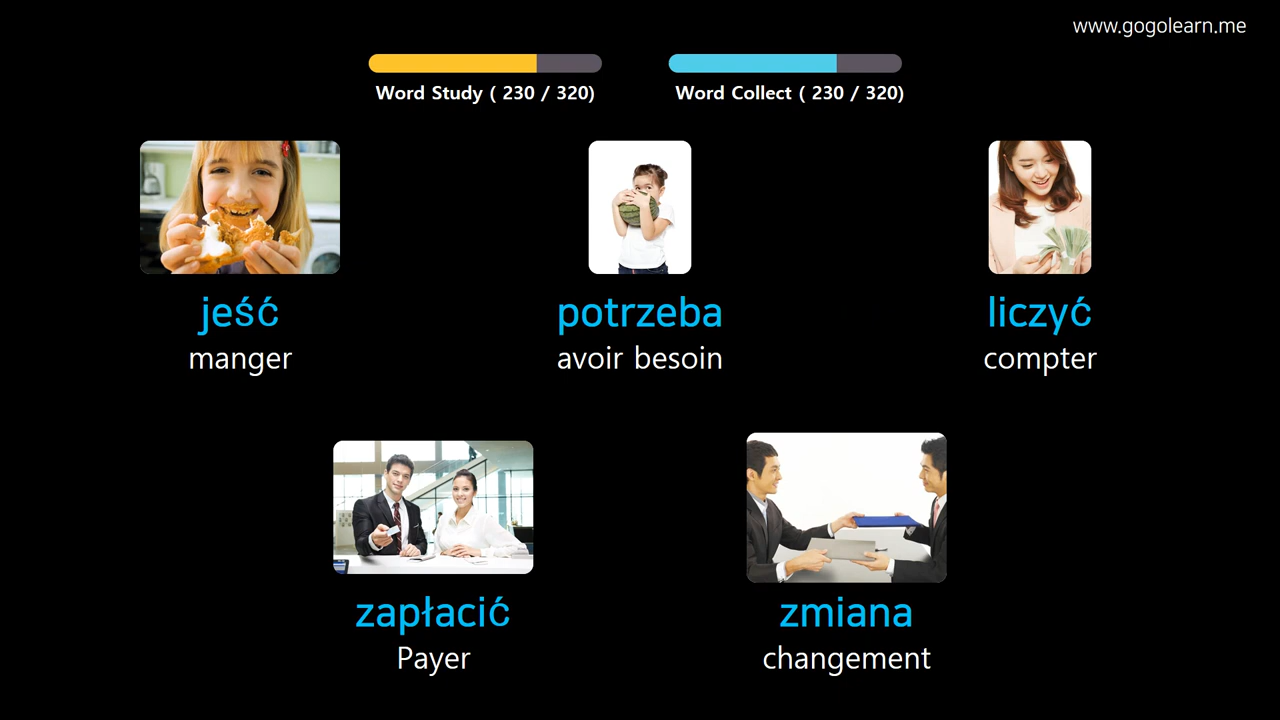 www.gogolearn.me
Word Study ( 230 / 320)
Word Collect ( 230 / 320)
jeść
potrzeba
liczyć
manger
avoir besoin
compter
zapłacić
zmiana
Payer
changement